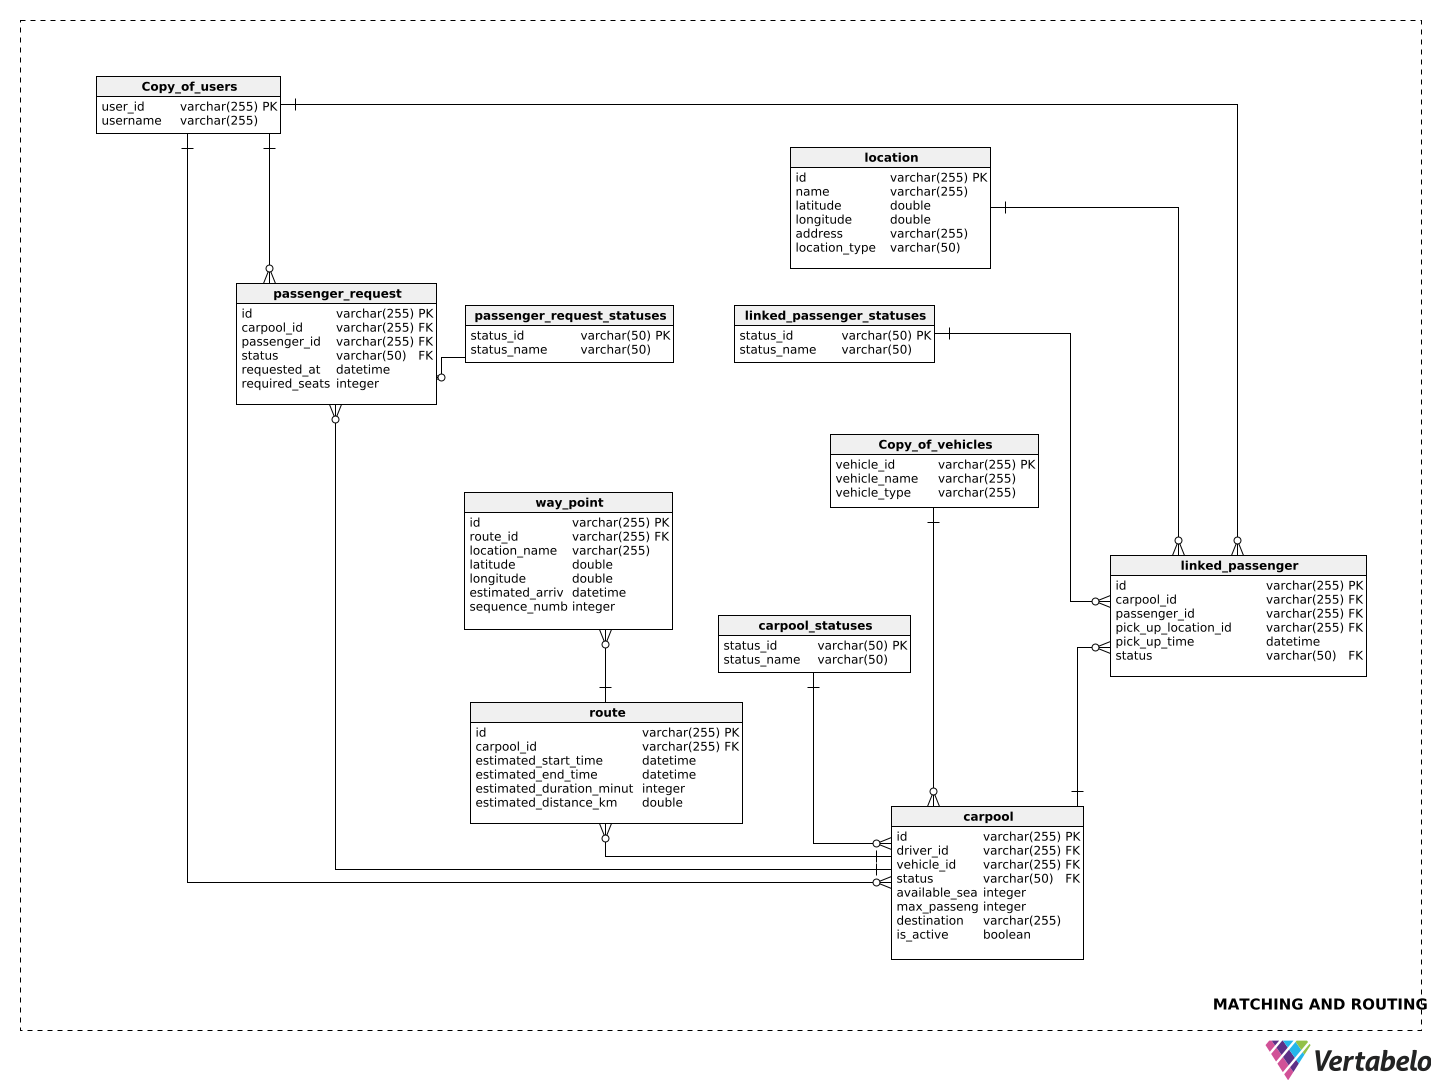 Copy_of_users
user_id varchar(255) PK
username varchar(255)
location
id varchar(255) PK
name varchar(255)
latitude double
longitude double
address varchar(255)
location_type varchar(50)
passenger_request
id varchar(255) PK
carpool_id varchar(255) FK
passenger_id varchar(255) FK
status varchar(50) FK
requested_at datetime
required_seats integer
passenger_request_statuses
status_id varchar(50) PK
status_name varchar(50)
linked_passenger_statuses
status_id varchar(50) PK
status_name varchar(50)
Copy_of_vehicles
vehicle_id varchar(255) PK
vehicle_name varchar(255)
vehicle_type varchar(255)
way_point
id varchar(255) PK
route_id varchar(255) FK
location_name varchar(255)
latitude double
longitude double
estimated_arriv datetime
sequence_numb integer
linked_passenger
id varchar(255) PK
carpool_id varchar(255) FK
passenger_id varchar(255) FK
pick_up_location_id varchar(255) FK
pick_up_time datetime
status varchar(50) FK
carpool_statuses
status_id varchar(50) PK
status_name varchar(50)
route
id varchar(255) PK
carpool_id varchar(255) FK
estimated_start_time datetime
estimated_end_time datetime
estimated_duration_minut integer
estimated_distance_km double
carpool
id varchar(255) PK
driver_id varchar(255) FK
vehicle_id varchar(255) FK
status varchar(50) FK
available_sea integer
max_passeng integer
destination varchar(255)
is_active boolean
MATCHING AND ROUTING
Vertabelo